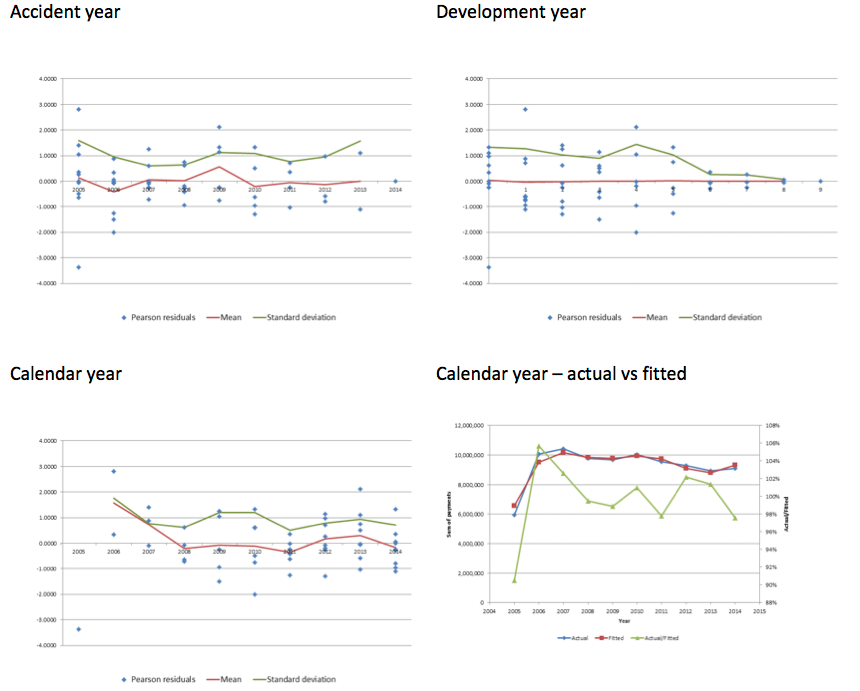 Accident year
4.0000
3.0000
2.0000
1.0000
0.0000
2005 2006 2007 2008 2009 2010 2011 2012 2013 2014
-1.0000
-2.0000
-3.0000
-4.0000
Pearson residuals Mean Standard deviation
Development year
4.0000
3.0000
2.0000
1.0000
0.0000
1 8 9
-1.0000
-2.0000
-3.0000
-4.0000
Pearson residuals Mean Standard deviation
Calendar year
4.0000
3.0000
2.0000
1.0000
0.0000
2005 2006 2007 2008 2009 2010 2011 2012 2013 2014
-1.0000
-2.0000
-3.0000
-4.0000
Pearson residuals Mean Standard deviation
Calendar year – actual vs fitted
12,000,000 108%
106%
10,000,000 104%
8,000,000 102%
100%
6,000,000 98%
96%
4,000,000 94%
2,000,000 92%
90%
0 88%
Sum of payments
Actual/Fitted
2004 2005 2006 2007 2008 2009 2010 2011 2012 2013 2014 2015
Year
Actual Fitted Actual/Fitted